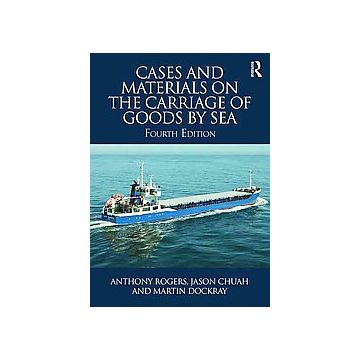 R
CASES AND
MATERIALS ON
THE CARRIAGE OF
GOODS BY SEA
FOURTH EDITION
ANTHONY ROGERS, JASON CHUAH
AND MARTIN DOCKRAY